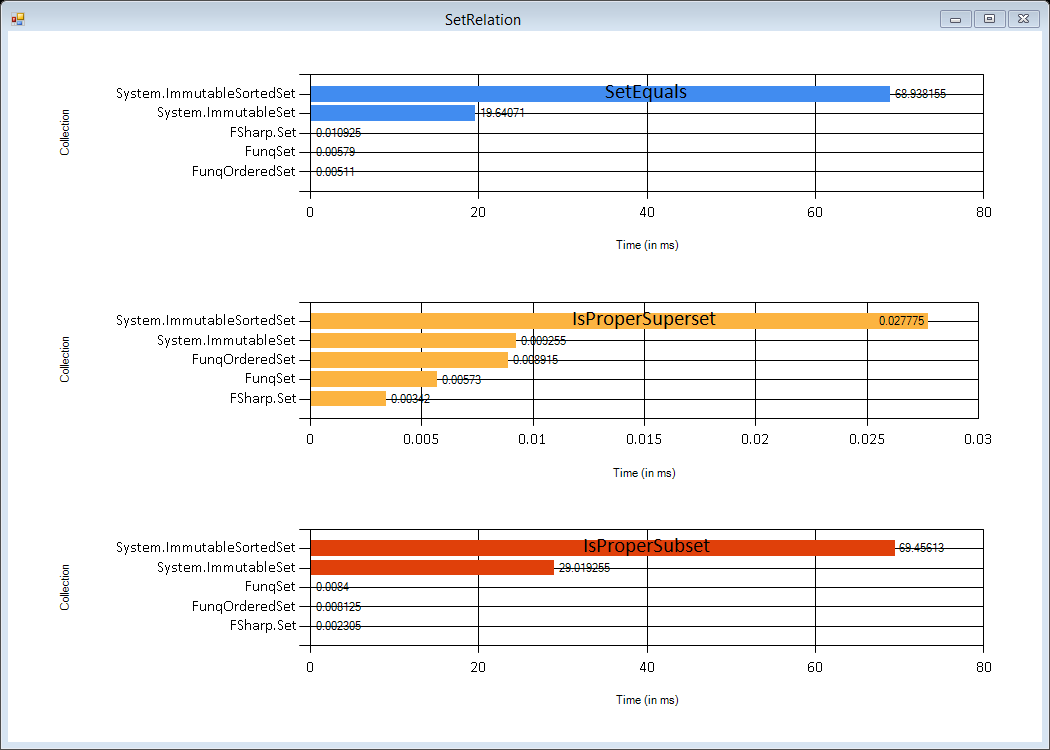 SetRelation
SetEquals
Collection
System.ImmutableSortedSet 68.938155
System.ImmutableSet 19.64071
FSharp.Set 0.010925
FunqSet 0.00579
FunqOrderedSet 0.00511
0 20 40 60 80
Time (in ms)
IsProperSuperset
Collection
System.ImmutableSortedSet 0.027775
System.ImmutableSet 0.009255
FunqOrderedSet 0.008915
FunqSet 0.00573
FSharp.Set 0.00342
0 0.005 0.01 0.015 0.02 0.025 0.03
Time (in ms)
IsProperSubset
Collection
System.ImmutableSortedSet 69.45613
System.ImmutableSet 29.019255
FunqSet 0.0084
FunqOrderedSet 0.008125
FSharp.Set 0.002305
0 20 40 60 80
Time (in ms)